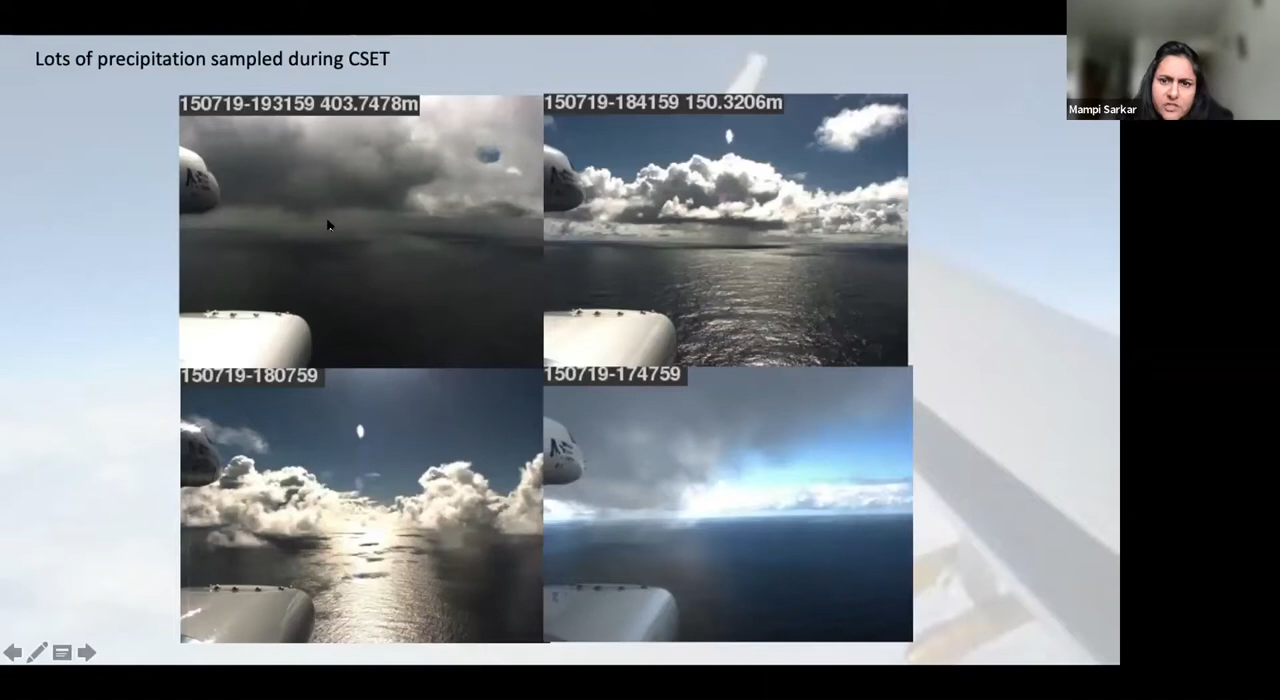 Lots of precipitation sampled during CSET
Mampi Sarkar
150719-193159 403.7478m
150719-184159 150.3206m
150719-180759
150719-174759